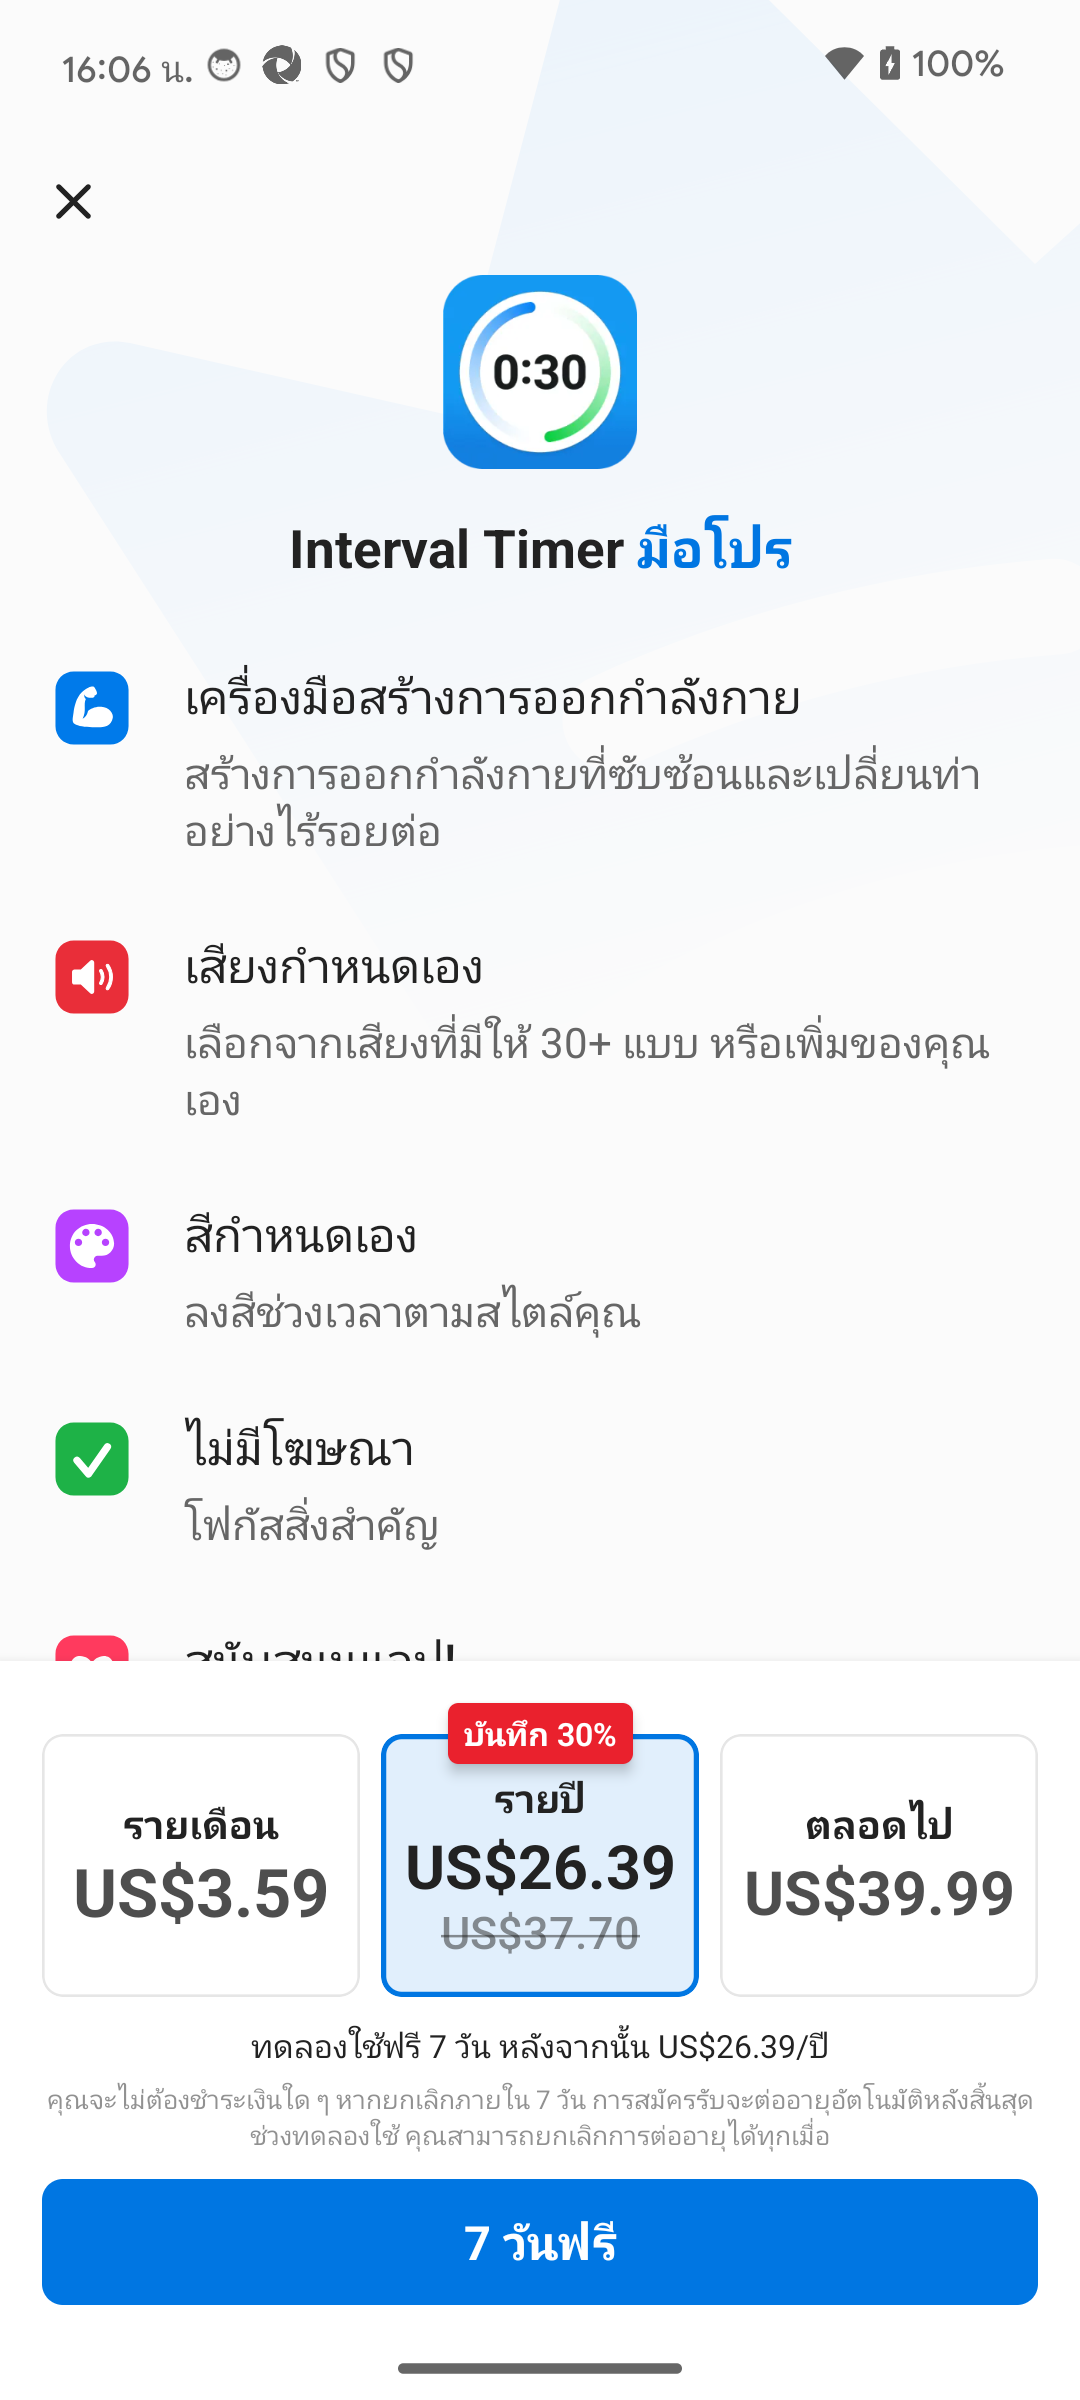 16:06 น.
100%
0:30
Interval Timer มือโปร
เครื่องมือสร้างการออกกำลังกาย
สร้างการออกกำลังกายที่ซับซ้อนและเปลี่ยนท่า
อย่างไร้รอยต่อ
เสียงกำหนดเอง
เลือกจากเสียงที่มีให้ 30+ แบบ หรือเพิ่มของคุณ
เอง
สีกำหนดเอง
ลงสีช่วงเวลาตามสไตล์คุณ
ไม่มีโฆษณา
โฟกัสสิ่งสำคัญ
สนับสนุนแอป!
บันทึก 30%
รายเดือน
US$3.59
รายปี
US$26.39
US$37.70
ตลอดไป
US$39.99
ทดลองใช้ฟรี 7 วัน หลังจากนั้น US$26.39/ปี
คุณจะไม่ต้องชำระเงินใด ๆ หากยกเลิกภายใน 7 วัน การสมัครรับจะต่ออายุอัตโนมัติหลังสิ้นสุด
ช่วงทดลองใช้ คุณสามารถยกเลิกการต่ออายุได้ทุกเมื่อ
7 วันฟรี